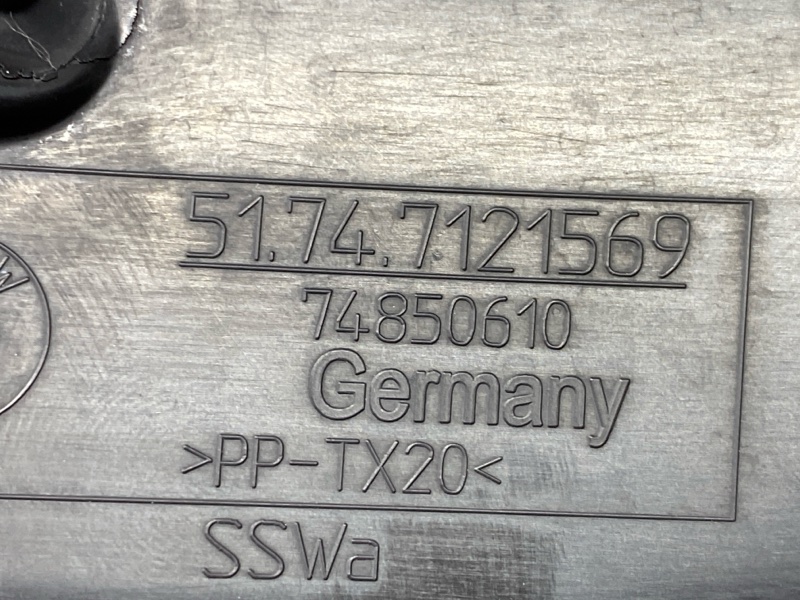 51.74.7121569
74850610
Germany
>PP-TX20<
SSWa